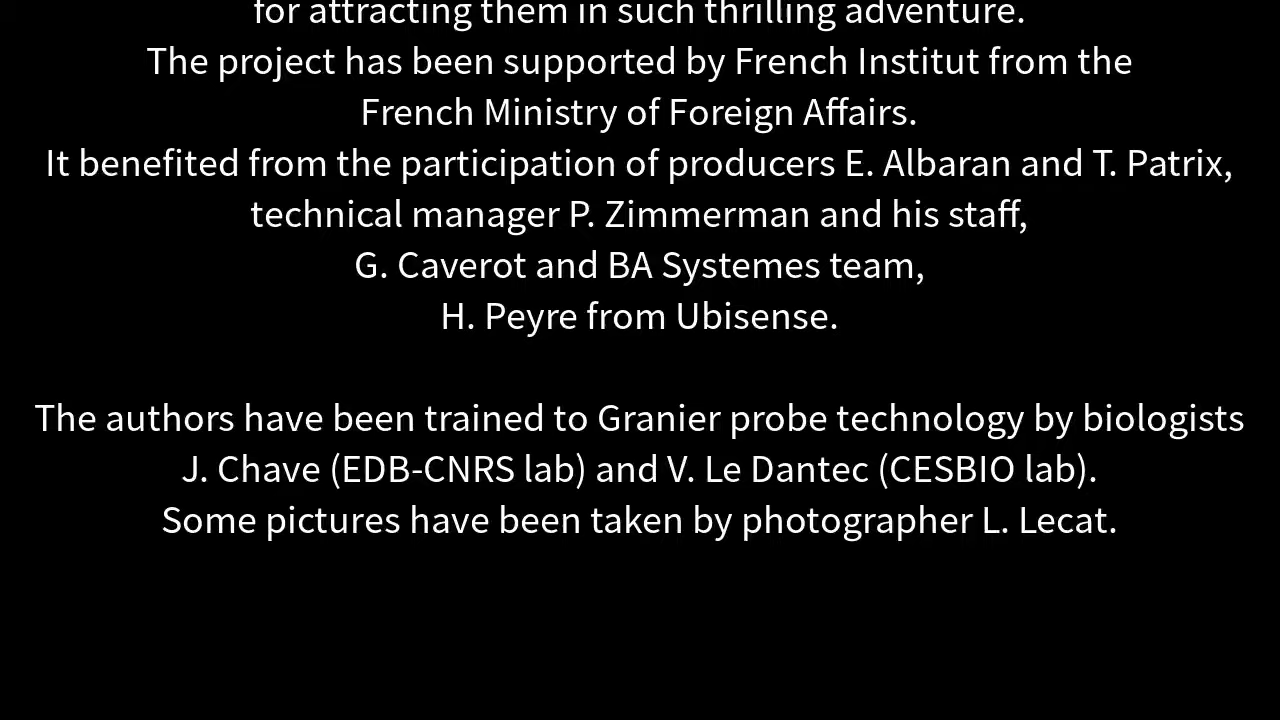 for attracting them in such thrilling adventure.
The project has been supported by French Institut from the
French Ministry of Foreign Affairs.
It benefited from the participation of producers E. Albaran and T. Patrix,
technical manager P. Zimmerman and his staff,
G. Caverot and BA Systemes team,
H. Peyre from Ubisense.
The authors have been trained to Granier probe technology by biologists
J. Chave (EDB-CNRS lab) and V. Le Dantec (CESBIO lab).
Some pictures have been taken by photographer L. Lecat.